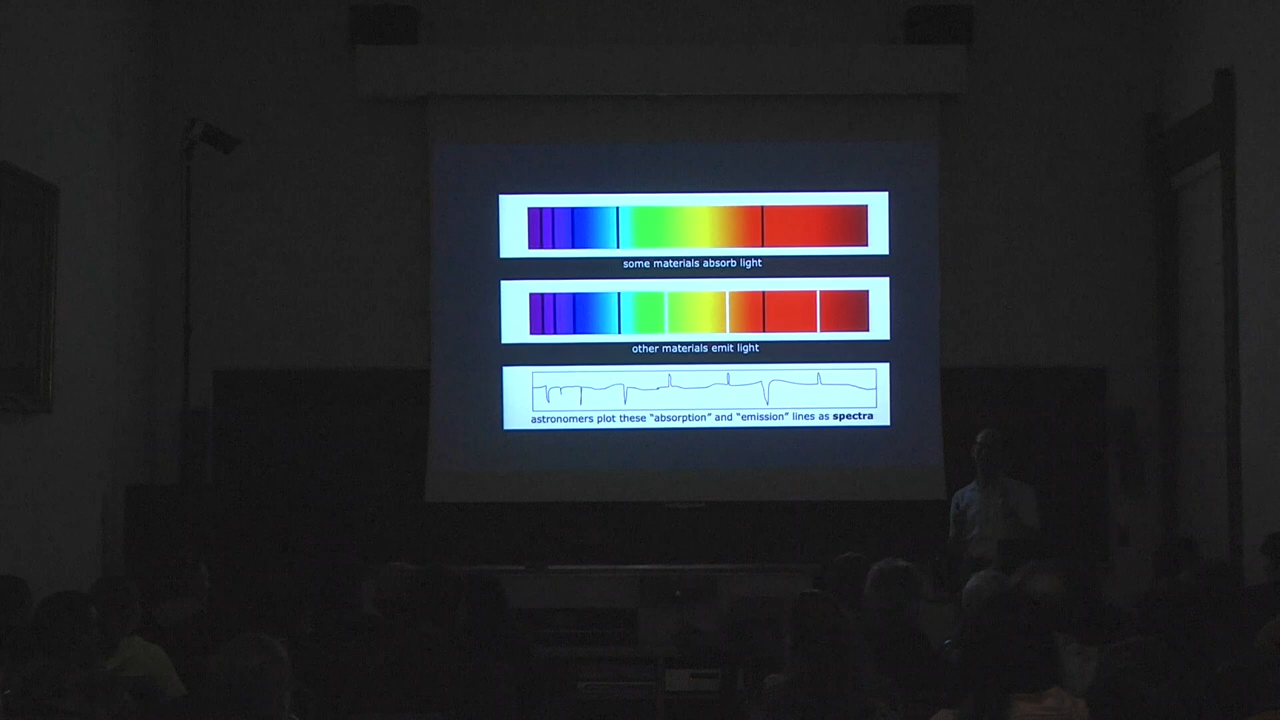 some materials absorb light
other materials emit light
astronomers plot these “absorption” and “emission” lines as spectra